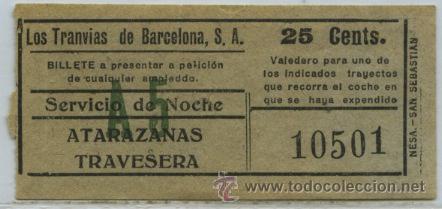 Los Tranvias de Barcelona, S. A.
BILLETE a presentar a petición
de cualquier empleado.
Servicio de Noche
A 5
ATARAZANAS
TRAVESERA
25 Cents.
Valedero para uno de
los indicados trayectos
que recorra el coche en
que se haya expendido
10501
NESA.-SAN SEBASTIÁN
© www.todocoleccion.net